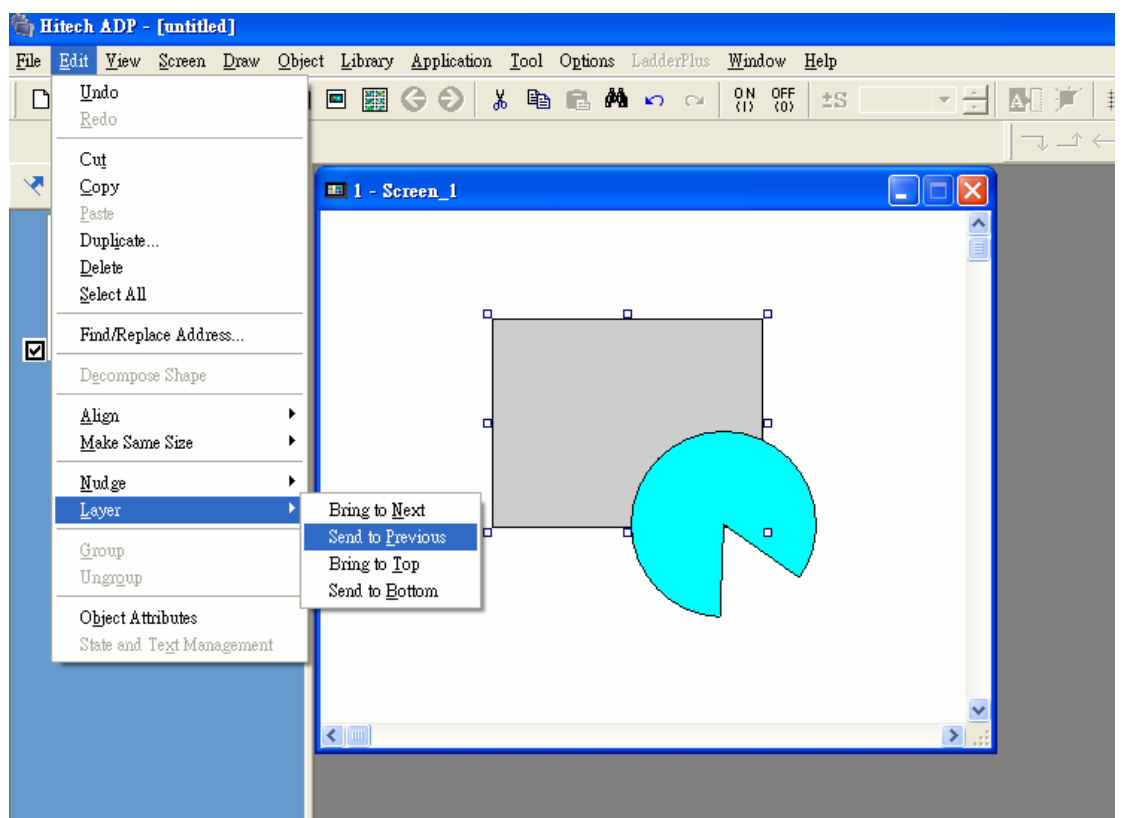 Hitech ADP - [untitled]
File Edit View Screen Draw Object Library Application Tool Options LadderPlus Window Help
ON OFF
(1) (0) ±S
A
Undo
Redo
Cut
Copy
Paste
Duplicate...
Delete
Select All
Find/Replace Address...
Decompose Shape
Align
Make Same Size
Nudge
Layer
Group
Ungroup
Object Attributes
State and Text Management
1 - Screen_1
Bring to Next
Send to Previous
Bring to Top
Send to Bottom